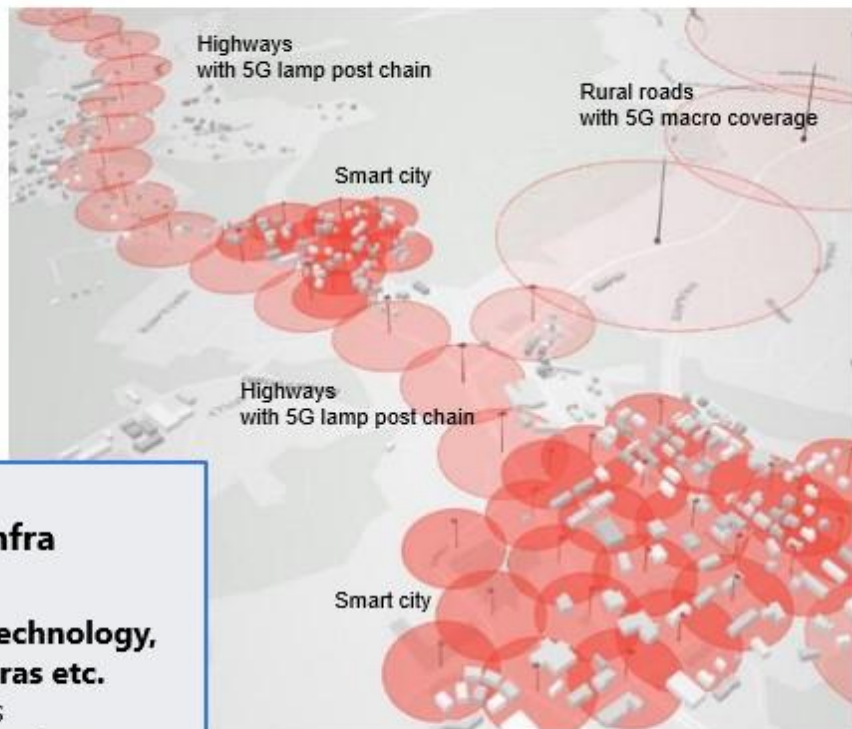 Highways
with 5G lamp post chain
Rural roads
with 5G macro coverage
Smart city
Highways
with 5G lamp post chain
Smart city
nfra
echnology,
ras etc.
s